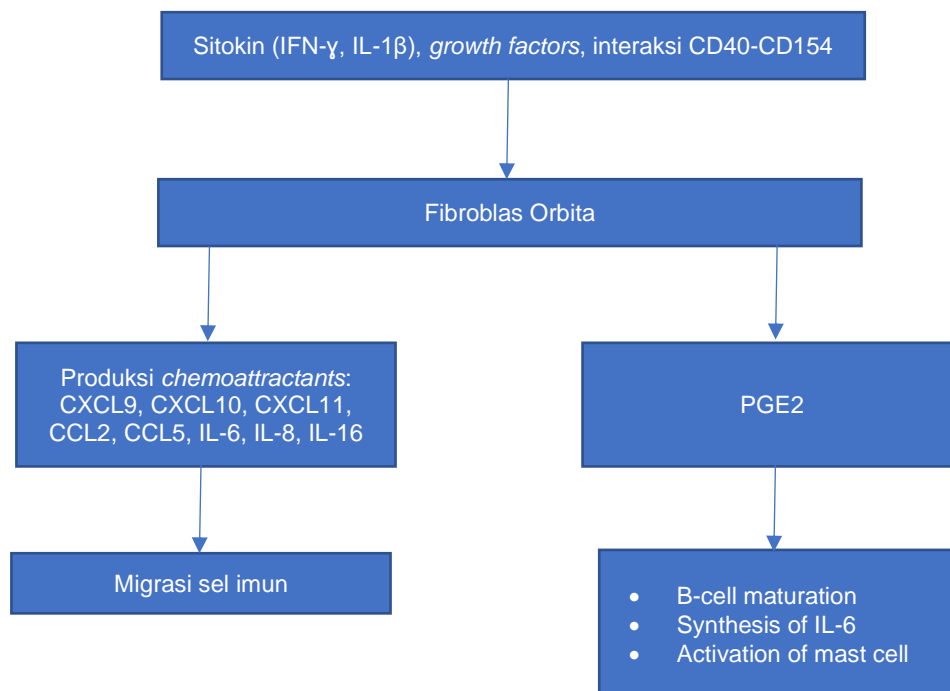 Sitokin (IFN-ɣ, IL-1β), growth factors, interaksi CD40-CD154
Fibroblas Orbita
Produksi chemoattractants:
CXCL9, CXCL10, CXCL11,
CCL2, CCL5, IL-6, IL-8, IL-16
PGE2
Migrasi sel imun
• B-cell maturation
• Synthesis of IL-6
• Activation of mast cell